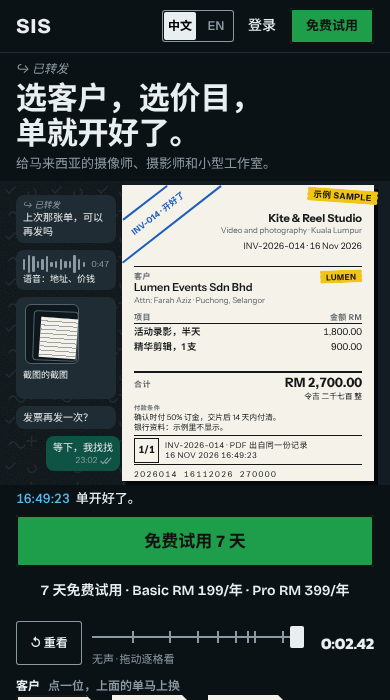 SIS
中文 EN
登录
免费试用
↪ 已转发
选客户，选价目，
单就开好了。
给马来西亚的摄像师、摄影师和小型工作室。
↪ 已转发
上次那张单，可以
再发吗
0:47
语音：地址、价钱
截图的截图
发票再发一次？
等下，我找找
23:02
INV-014 · 开好了
示例 SAMPLE
Kite & Reel Studio
Video and photography · Kuala Lumpur
INV-2026-014 · 16 Nov 2026
客户
LUMEN
Lumen Events Sdn Bhd
Attn: Farah Aziz · Puchong, Selangor
项目 金额 RM
活动录影，半天 1,800.00
精华剪辑，1支 900.00
合计 RM 2,700.00
令吉 二千七百 整
付款条件
确认时付 50% 订金，交片后 14 天内付清。
银行资料：示例里不显示。
1/1
INV-2026-014 · PDF 出自同一份记录
16 NOV 2026 16:49:23
2026014 16112026 270000
16:49:23 单开好了。
免费试用 7 天
7 天免费试用 · Basic RM 199/年 · Pro RM 399/年
重看
0:02.42
无声 · 拖动逐格看
客户 点一位，上面的单马上换